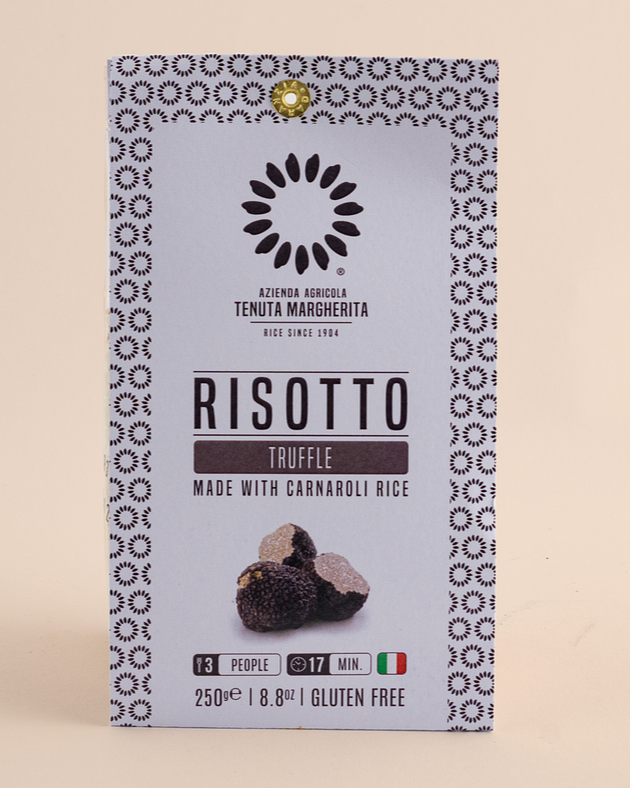 ®
AZIENDA AGRICOLA
TENUTA MARGHERITA
RICE SINCE 1904
RISOTTO
TRUFFLE
MADE WITH CARNAROLI RICE
3 PEOPLE 17 MIN.
250g℮ | 8.8oz | GLUTEN FREE